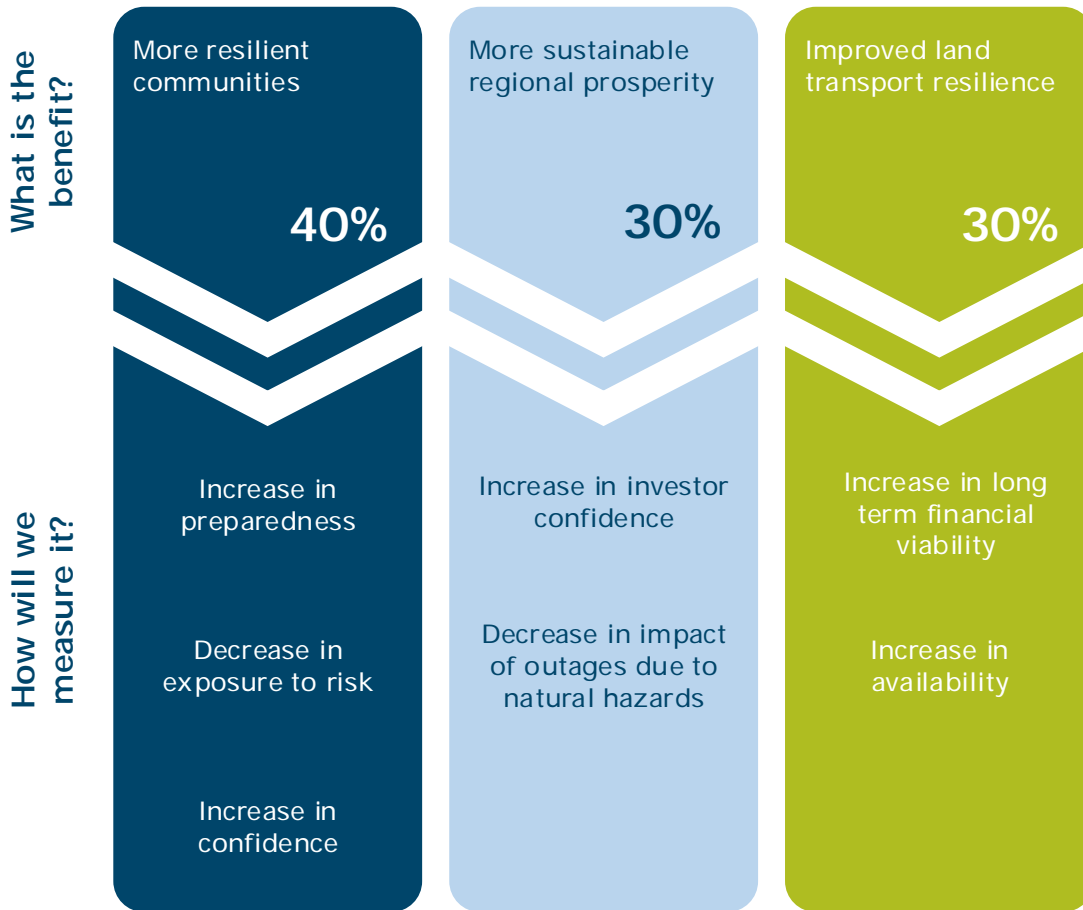 What is the
benefit?
More resilient
communities
40%
More sustainable
regional prosperity
30%
Improved land
transport resilience
30%
How will we
measure it?
Increase in
preparedness
Decrease in
exposure to risk
Increase in
confidence
Increase in investor
confidence
Decrease in impact
of outages due to
natural hazards
Increase in long
term financial
viability
Increase in
availability